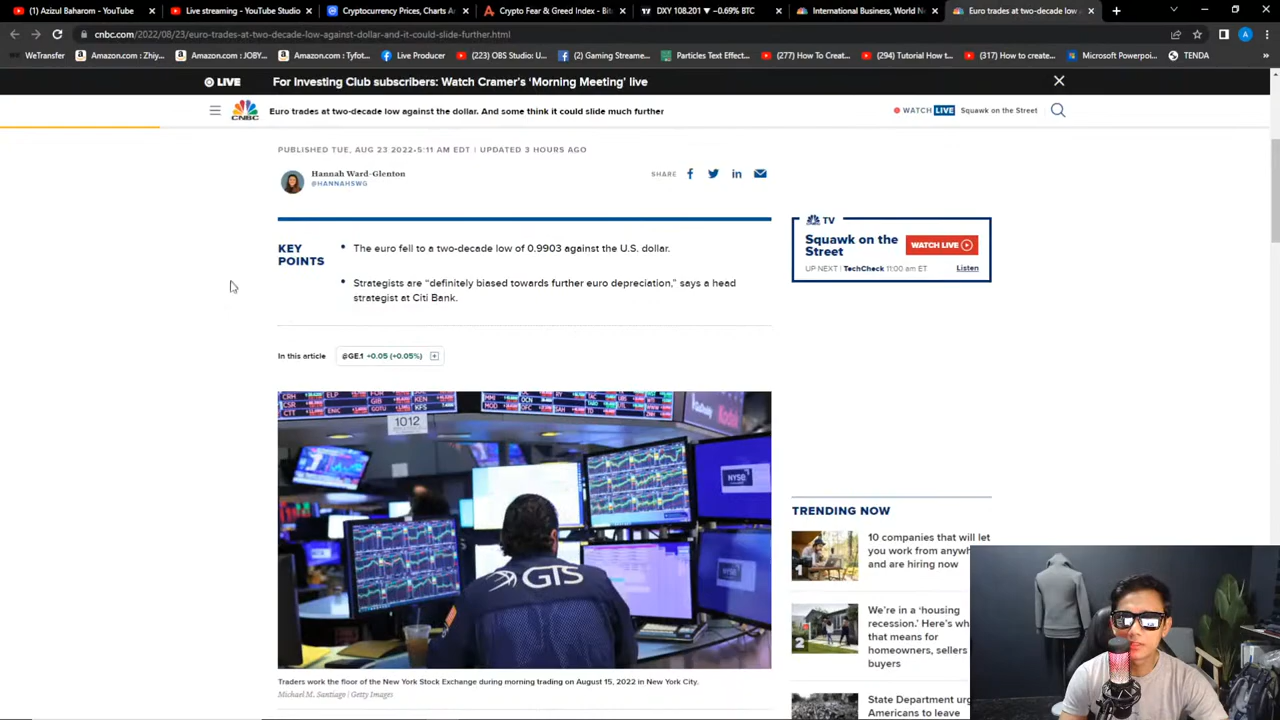 (1) Azizul Baharom - YouTube
Live streaming - YouTube Studio
Cryptocurrency Prices, Charts A
Crypto Fear & Greed Index - Bit
DXY 108.201 ▼ −0.69% BTC
International Business, World N
Euro trades at two-decade low
cnbc.com/2022/08/23/euro-trades-at-two-decade-low-against-dollar-and-it-could-slide-further.html
WeTransfer
Amazon.com : Zhiy...
Amazon.com : JOBY...
Amazon.com : Tyfot...
Live Producer
(223) OBS Studio: U...
(2) Gaming Streame...
Particles Text Effect...
(277) How To Creat...
(294) Tutorial How t...
(317) How to create...
Microsoft Powerpoi...
TENDA
LIVE
For Investing Club subscribers: Watch Cramer's 'Morning Meeting' live
CNBC
Euro trades at two-decade low against the dollar. And some think it could slide much further
WATCH LIVE
Squawk on the Street
PUBLISHED TUE, AUG 23 2022•5:11 AM EDT | UPDATED 3 HOURS AGO
Hannah Ward-Glenton
@HANNAHSWG
SHARE
KEY
POINTS
The euro fell to a two-decade low of 0.9903 against the U.S. dollar.
Strategists are “definitely biased towards further euro depreciation,” says a head
strategist at Citi Bank.
TV
Squawk on the
Street
WATCH LIVE
UP NEXT | TechCheck 11:00 am ET
Listen
In this article
@GE.1 +0.05 (+0.05%)
1012
NYSE
GTS
Traders work the floor of the New York Stock Exchange during morning trading on August 15, 2022 in New York City.
Michael M. Santiago | Getty Images
TRENDING NOW
1
10 companies that will let
you work from anywh
and are hiring now
2
We're in a 'housing
recession.' Here's wh
that means for
homeowners, sellers
buyers
State Department urg
Americans to leave